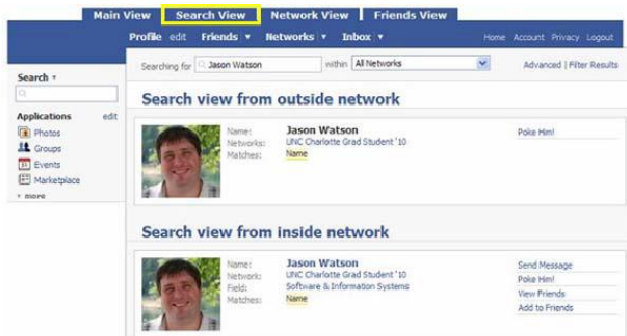 Main View Search View Network View Friends View
Profile edit Friends ▾ Networks ▾ Inbox ▾ Home Account Privacy Logout
Searching for Jason Watson within All Networks Advanced | Filter Results
Search ▾
Applications edit
Photos
Groups
Events
Marketplace
▾ more
Search view from outside network
Name: Jason Watson
Networks: UNC Charlotte Grad Student '10
Matches: Name
Poke Him!
Search view from inside network
Name: Jason Watson
Network: UNC Charlotte Grad Student '10
Field: Software & Information Systems
Matches: Name
Send Message
Poke Him!
View Friends
Add to Friends